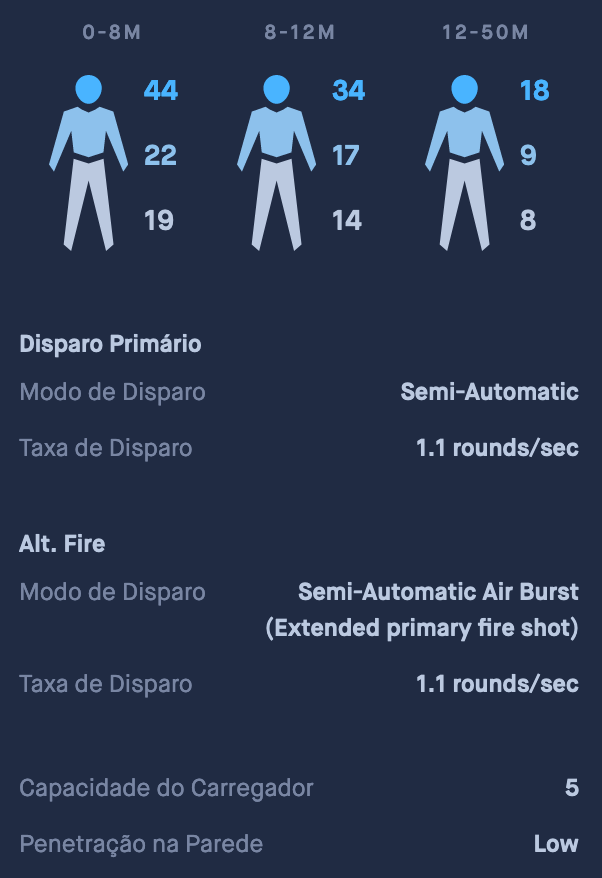 0-8M 8-12M 12-50M
44 34 18
22 17 9
19 14 8
Disparo Primário
Modo de Disparo Semi-Automatic
Taxa de Disparo 1.1 rounds/sec
Alt. Fire
Modo de Disparo Semi-Automatic Air Burst
(Extended primary fire shot)
Taxa de Disparo 1.1 rounds/sec
Capacidade do Carregador 5
Penetração na Parede Low